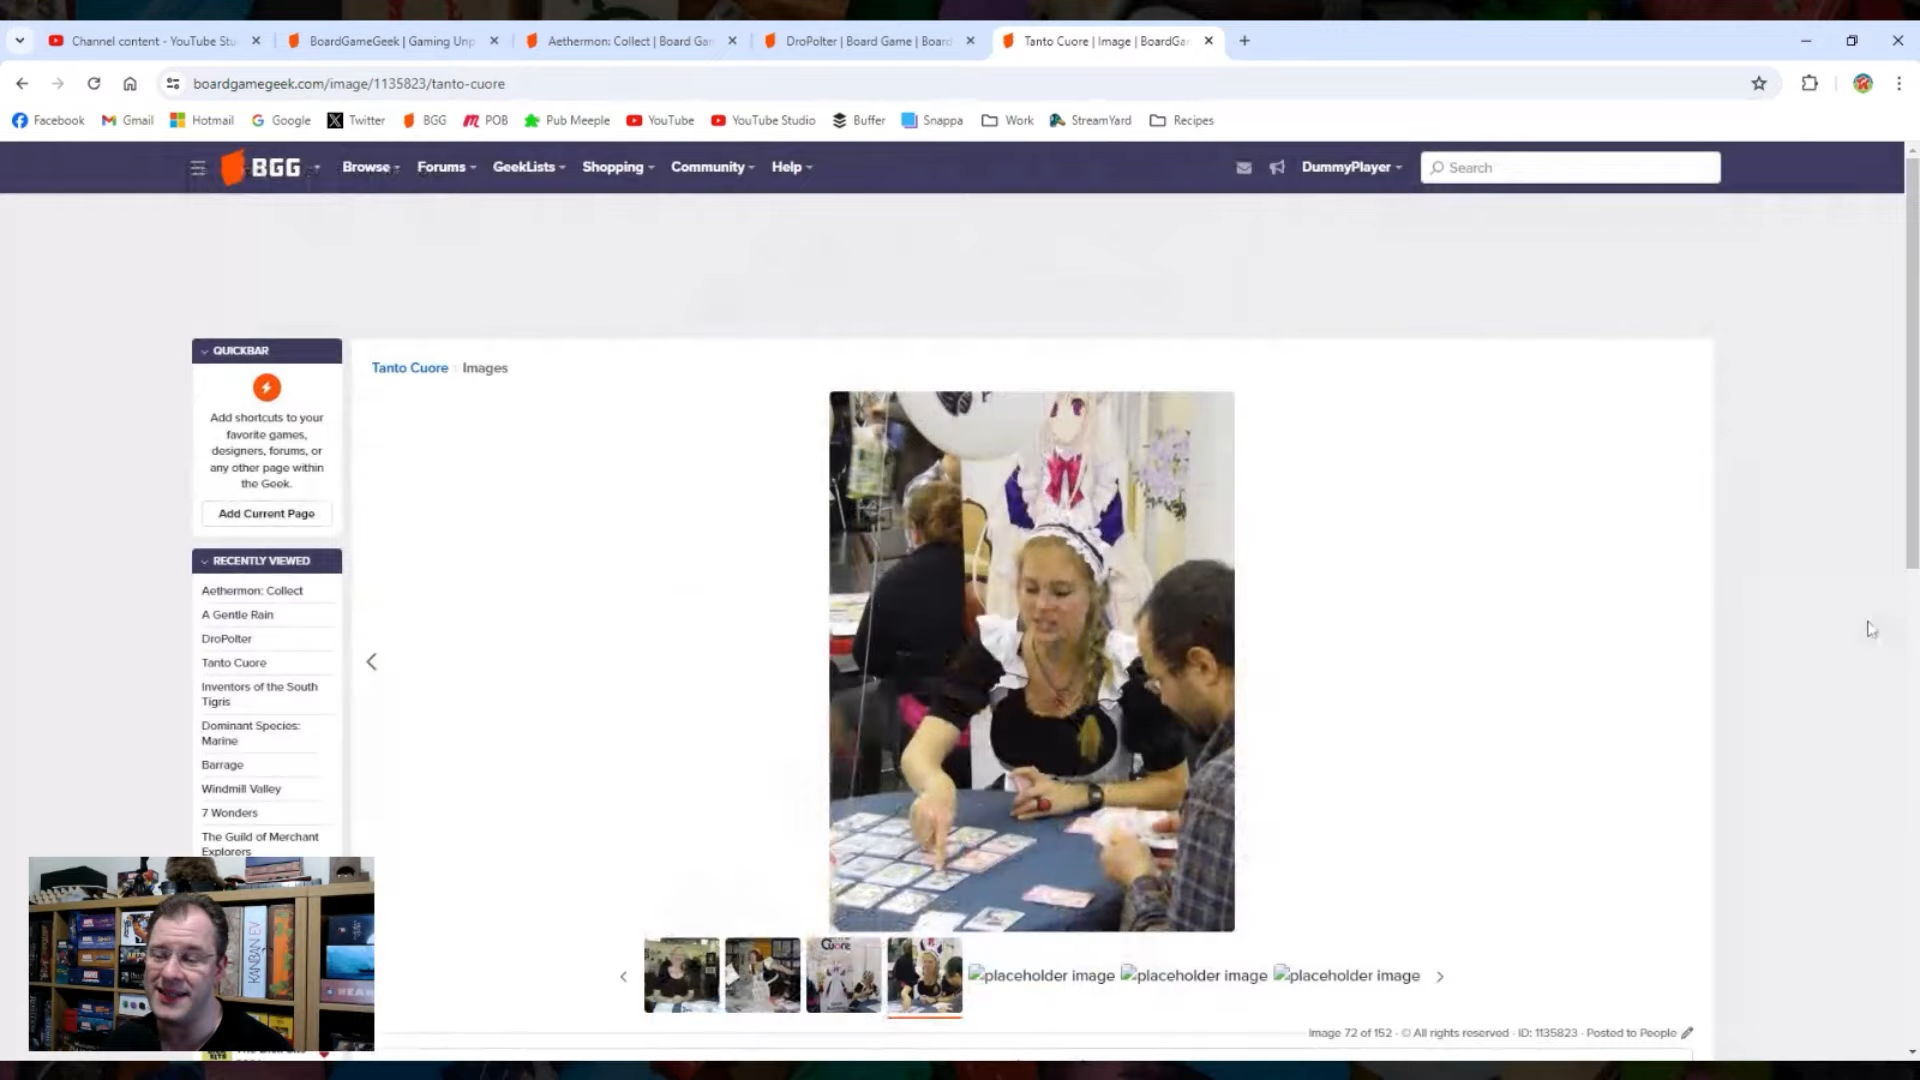 Channel content - YouTube Stu
BoardGameGeek | Gaming Unp
Aethermon: Collect | Board Gam
DroPolter | Board Game | Board
Tanto Cuore | Image | BoardGa
boardgamegeek.com/image/1135823/tanto-cuore
Facebook Gmail Hotmail Google Twitter BGG POB Pub Meeple YouTube YouTube Studio Buffer Snappa Work StreamYard Recipes
BGG Browse Forums GeekLists Shopping Community Help DummyPlayer Search
QUICKBAR
Add shortcuts to your
favorite games,
designers, forums, or
any other page within
the Geek.
Add Current Page
RECENTLY VIEWED
Aethermon: Collect
A Gentle Rain
DroPolter
Tanto Cuore
Inventors of the South
Tigris
Dominant Species:
Marine
Barrage
Windmill Valley
7 Wonders
The Guild of Merchant
Explorers
KANBAN EV
Tanto Cuore Images
Cuore
placeholder image placeholder image placeholder image
Image 72 of 152 · © All rights reserved · ID: 1135823 · Posted to People